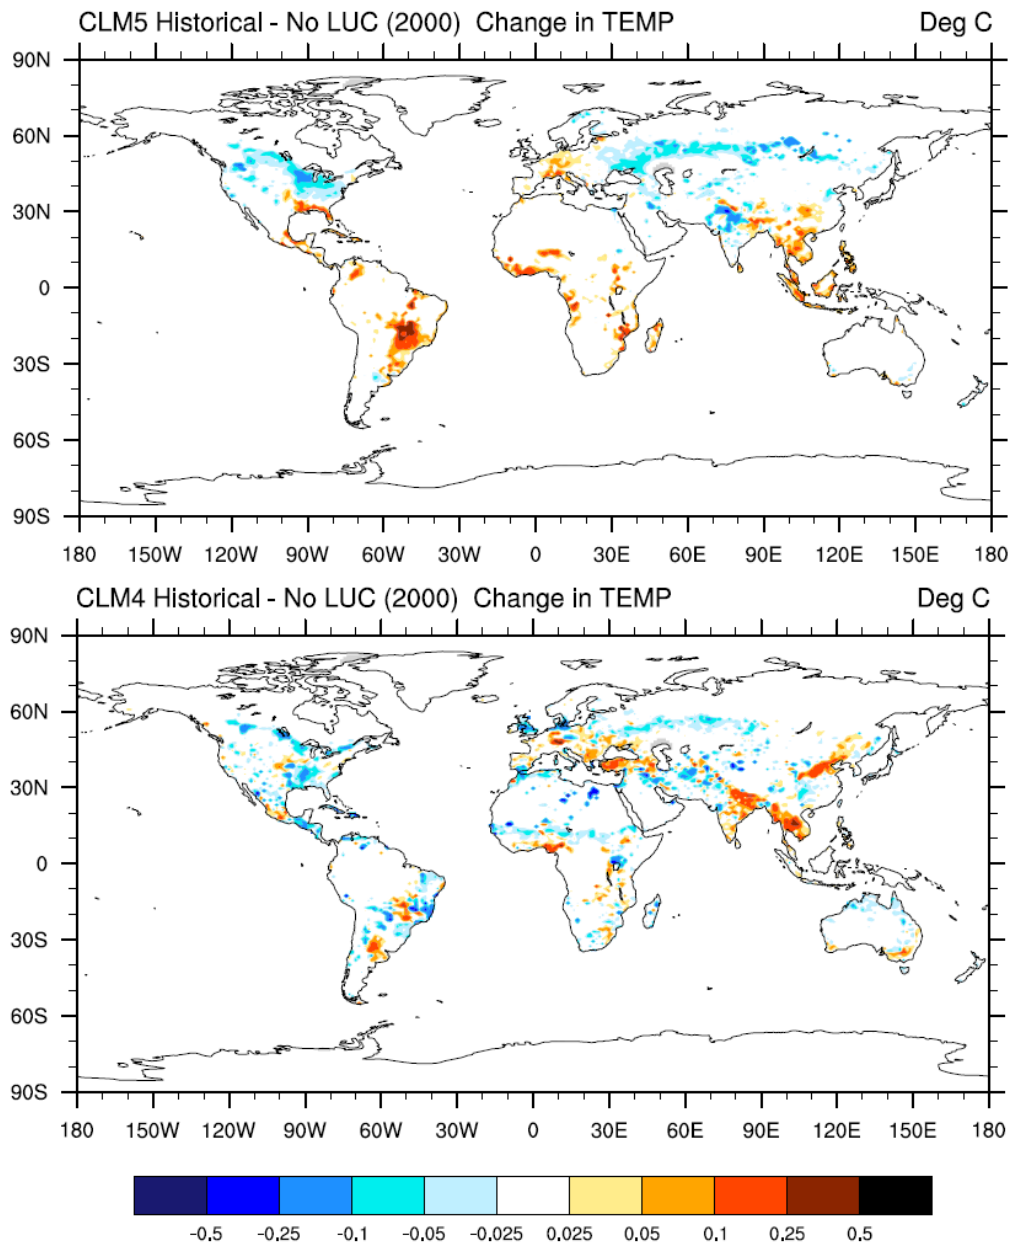 CLM5 Historical - No LUC (2000) Change in TEMP Deg C
90N
60N
30N
0
30S
60S
90S
180 150W 120W 90W 60W 30W 0 30E 60E 90E 120E 150E 180
CLM4 Historical - No LUC (2000) Change in TEMP Deg C
90N
60N
30N
0
30S
60S
90S
180 150W 120W 90W 60W 30W 0 30E 60E 90E 120E 150E 180
-0.5 -0.25 -0.1 -0.05 -0.025 0.025 0.05 0.1 0.25 0.5